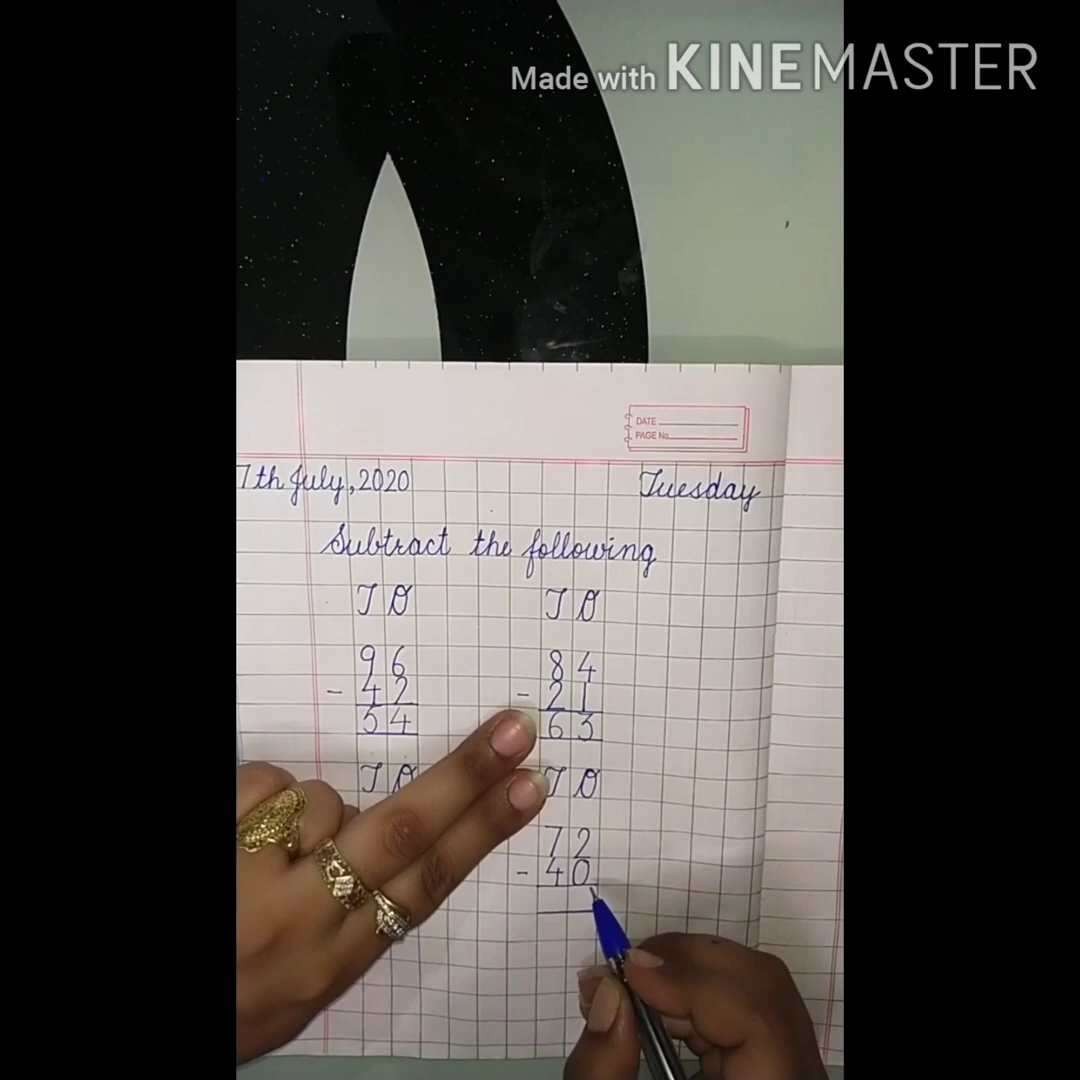 Made with KINEMASTER
DATE
PAGE No.
7th July, 2020 Tuesday
Subtract the following
T O T O
9 6 8 4
- 4 2 - 2 1
5 4 6 3
T O T O
7 2
- 4 0